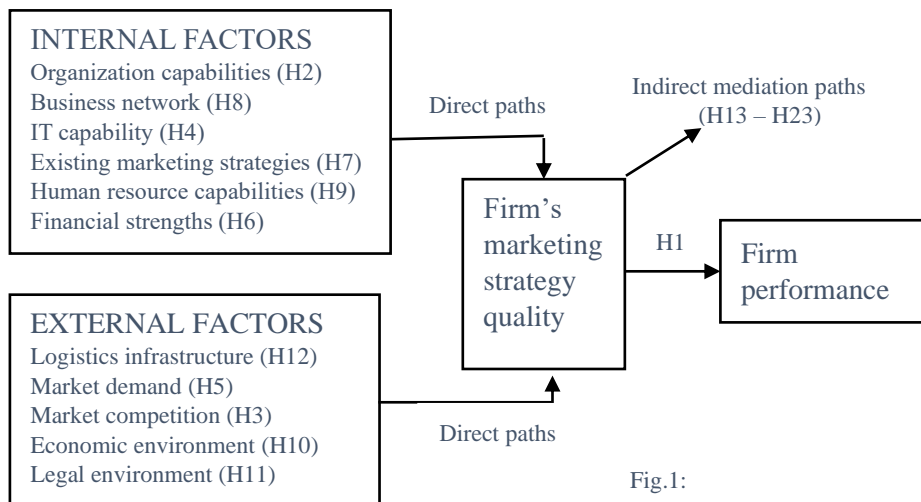 INTERNAL FACTORS
Organization capabilities (H2)
Business network (H8)
IT capability (H4)
Existing marketing strategies (H7)
Human resource capabilities (H9)
Financial strengths (H6)
Direct paths
Indirect mediation paths
(H13 – H23)
Firm’s
marketing
strategy
quality
H1
Firm
performance
EXTERNAL FACTORS
Logistics infrastructure (H12)
Market demand (H5)
Market competition (H3)
Economic environment (H10)
Legal environment (H11)
Direct paths
Fig.1: